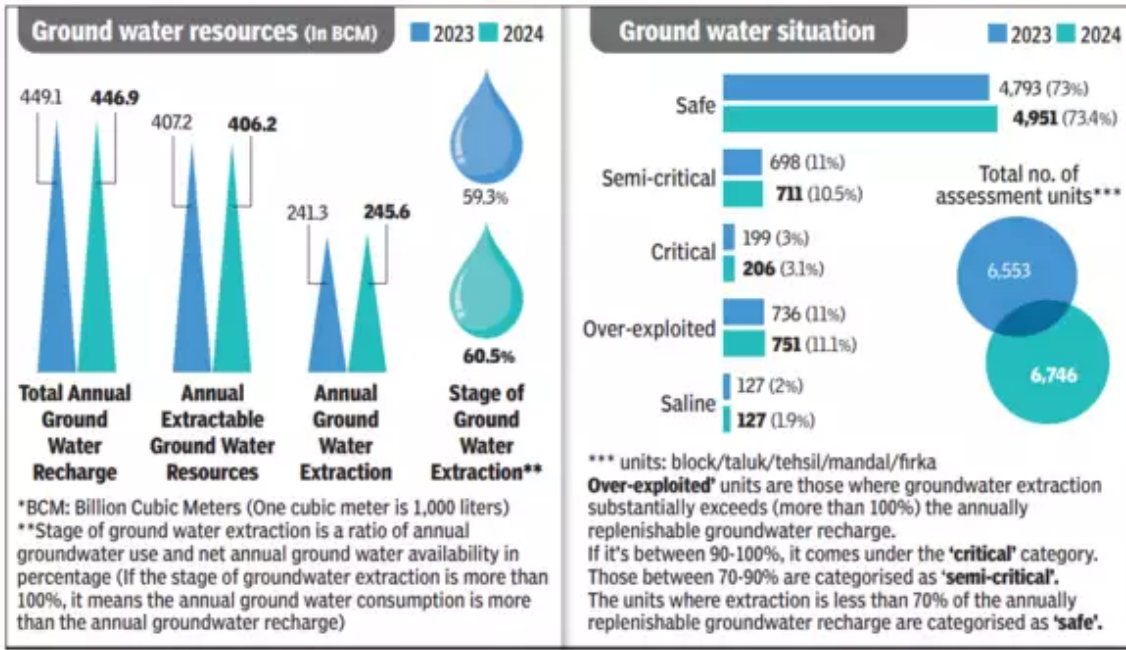 Ground water resources (In BCM)
2023 2024
449.1 446.9
407.2 406.2
241.3 245.6
59.3%
60.5%
Total Annual Ground Water Recharge
Annual Extractable Ground Water Resources
Annual Ground Water Extraction
Stage of Ground Water Extraction**
*BCM: Billion Cubic Meters (One cubic meter is 1,000 liters)
**Stage of ground water extraction is a ratio of annual
groundwater use and net annual ground water availability in
percentage (If the stage of groundwater extraction is more than
100%, it means the annual ground water consumption is more
than the annual groundwater recharge)
Ground water situation
2023 2024
Safe
4,793 (73%)
4,951 (73.4%)
Semi-critical
698 (11%)
711 (10.5%)
Critical
199 (3%)
206 (3.1%)
Over-exploited
736 (11%)
751 (11.1%)
Saline
127 (2%)
127 (1.9%)
Total no. of
assessment units***
6,553
6,746
*** units: block/taluk/tehsil/mandal/firka
Over-exploited' units are those where groundwater extraction
substantially exceeds (more than 100%) the annually
replenishable groundwater recharge.
If it's between 90-100%, it comes under the 'critical' category.
Those between 70-90% are categorised as 'semi-critical'.
The units where extraction is less than 70% of the annually
replenishable groundwater recharge are categorised as 'safe'.